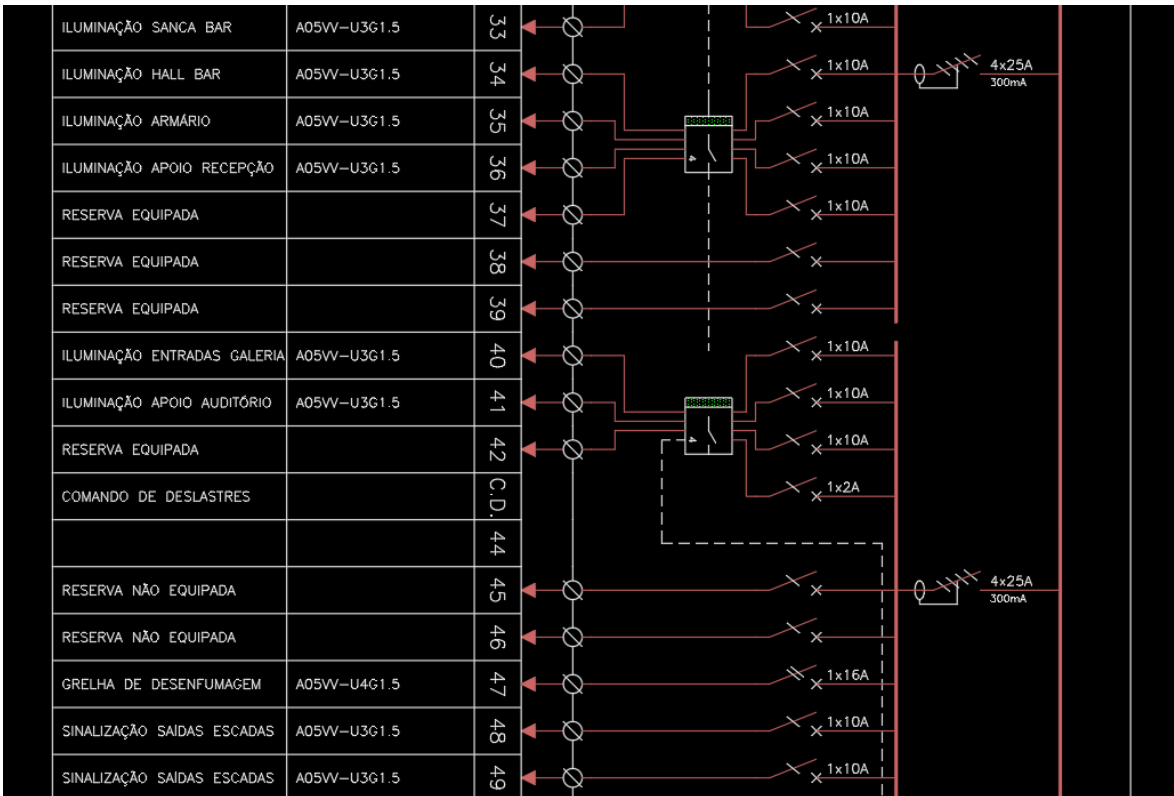 ILUMINAÇÃO SANCA BAR A05VV-U3G1.5 33 1x10A
ILUMINAÇÃO HALL BAR A05VV-U3G1.5 34 1x10A 4x25A
300mA
ILUMINAÇÃO ARMÁRIO A05VV-U3G1.5 35 1x10A
ILUMINAÇÃO APOIO RECEPÇÃO A05VV-U3G1.5 36 1x10A
RESERVA EQUIPADA 37 1x10A
RESERVA EQUIPADA 38
RESERVA EQUIPADA 39
ILUMINAÇÃO ENTRADAS GALERIA A05VV-U3G1.5 40 1x10A
ILUMINAÇÃO APOIO AUDITÓRIO A05VV-U3G1.5 41 1x10A
RESERVA EQUIPADA 42 1x10A
COMANDO DE DESLASTRES C.D. 1x2A
44
RESERVA NÃO EQUIPADA 45 4x25A
300mA
RESERVA NÃO EQUIPADA 46
GRELHA DE DESENFUMAGEM A05VV-U4G1.5 47 1x16A
SINALIZAÇÃO SAÍDAS ESCADAS A05VV-U3G1.5 48 1x10A
SINALIZAÇÃO SAÍDAS ESCADAS A05VV-U3G1.5 49 1x10A